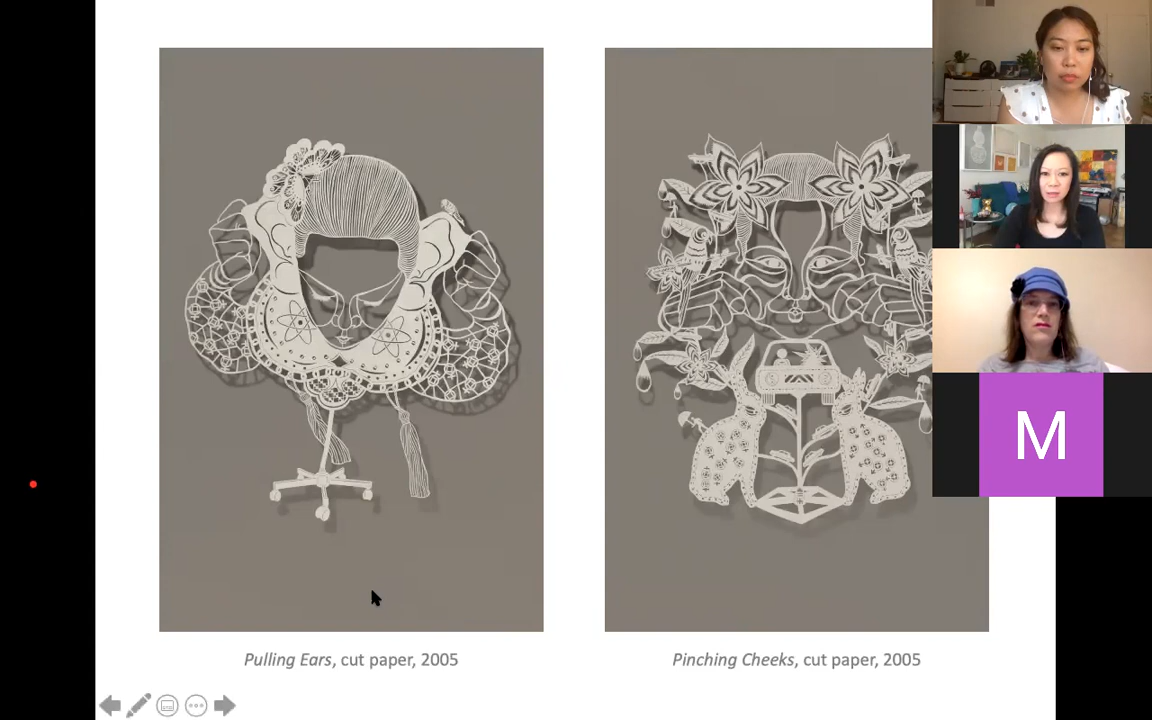 Pulling Ears, cut paper, 2005
Pinching Cheeks, cut paper, 2005
M